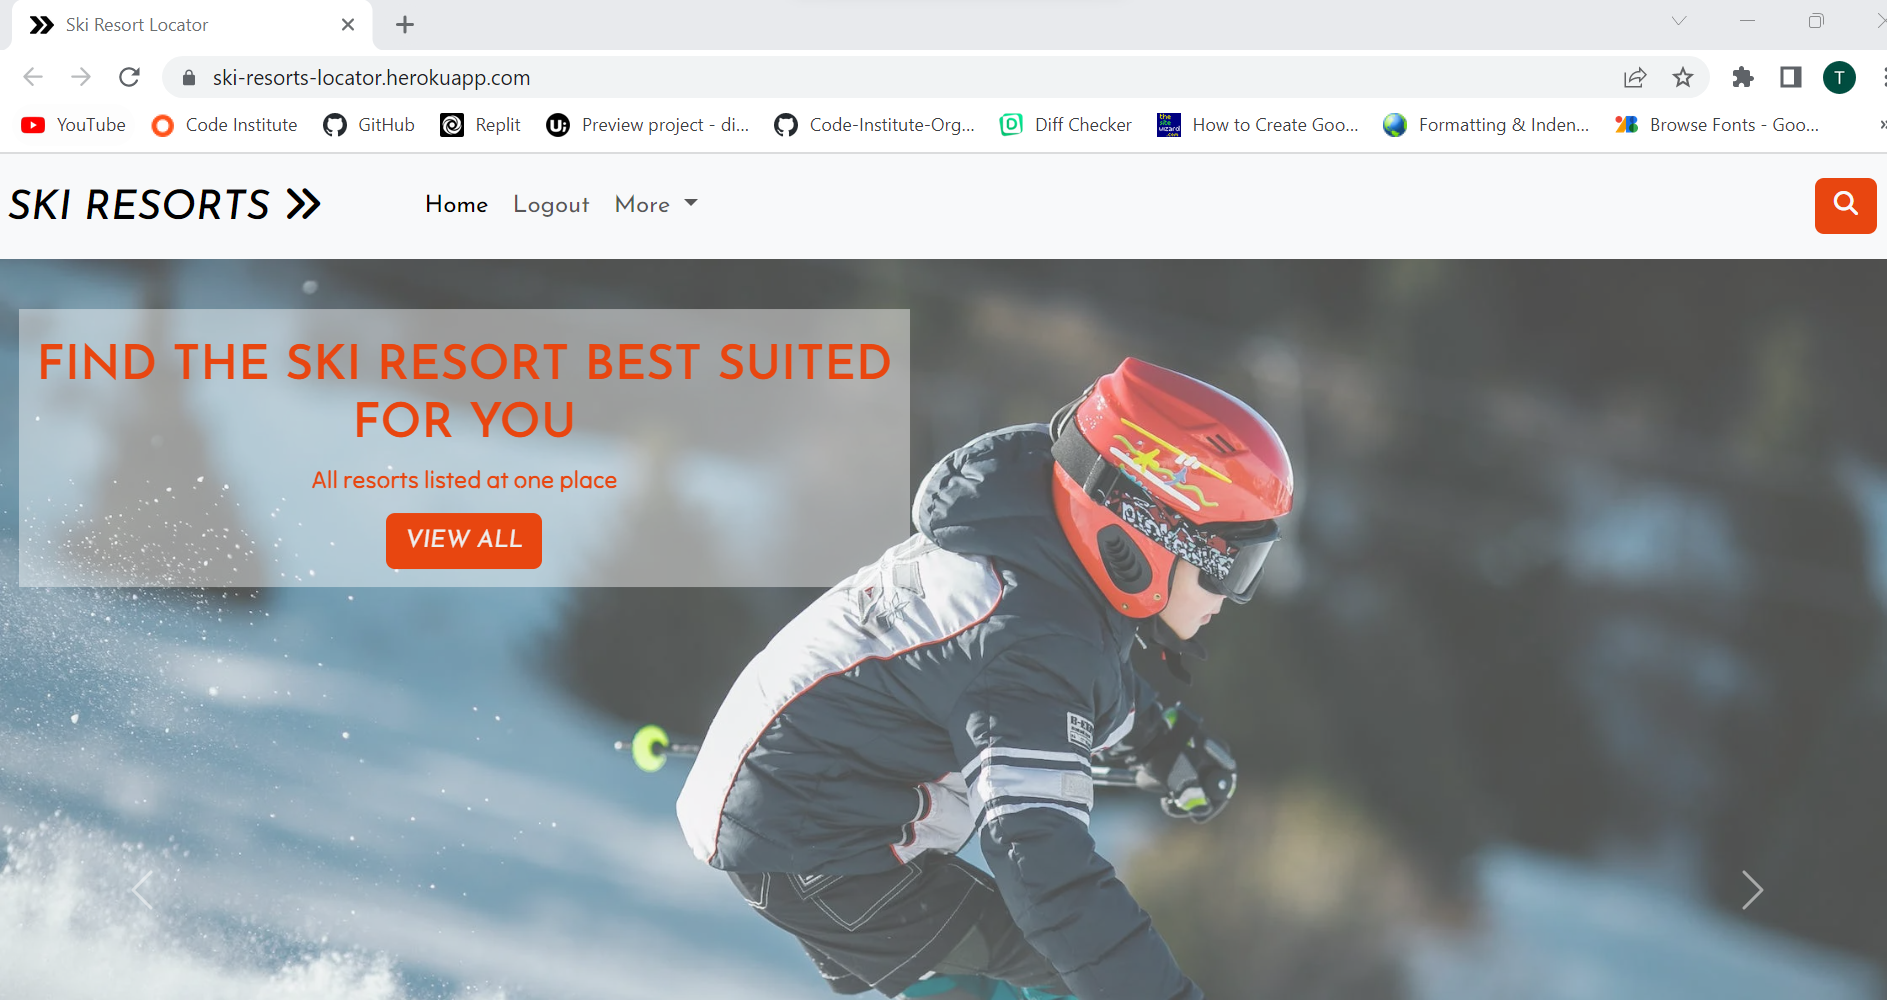 Ski Resort Locator
ski-resorts-locator.herokuapp.com
T
YouTube Code Institute GitHub Replit Preview project - di... Code-Institute-Org... Diff Checker How to Create Goo... Formatting & Inden... Browse Fonts - Goo...
SKI RESORTS Home Logout More
FIND THE SKI RESORT BEST SUITED
FOR YOU
All resorts listed at one place
VIEW ALL